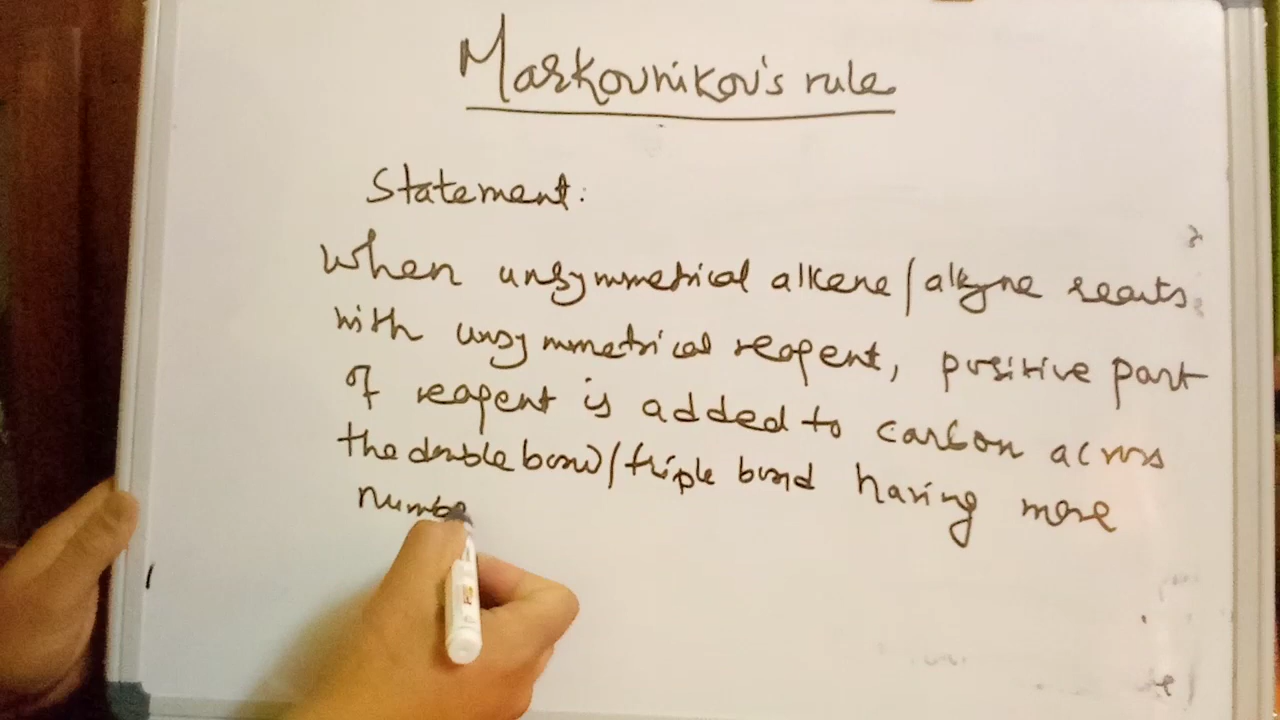 Markovnikov's rule
Statement:
When unsymmetrical alkene/alkyne reacts
with unsymmetrical reagent, positive part
of reagent is added to carbon across
the double bond/triple bond having more
numbe